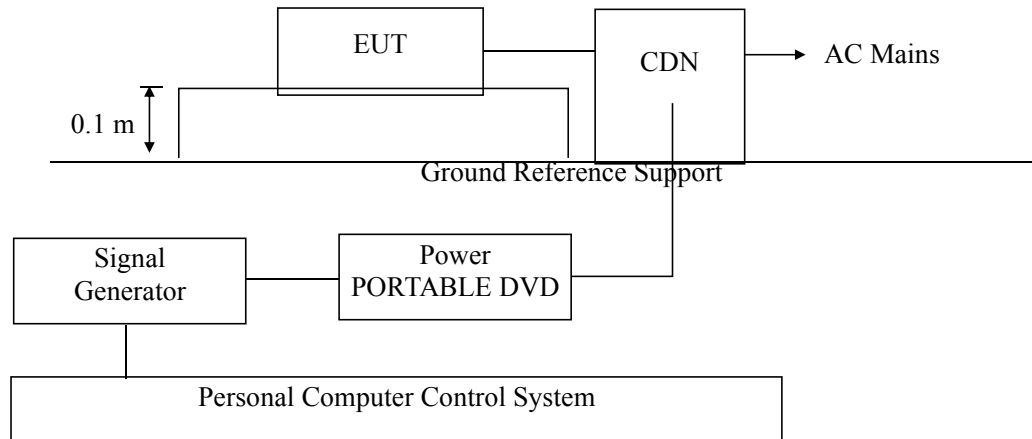 EUT
CDN
AC Mains
0.1 m
Ground Reference Support
Signal
Generator
Power
PORTABLE DVD
Personal Computer Control System